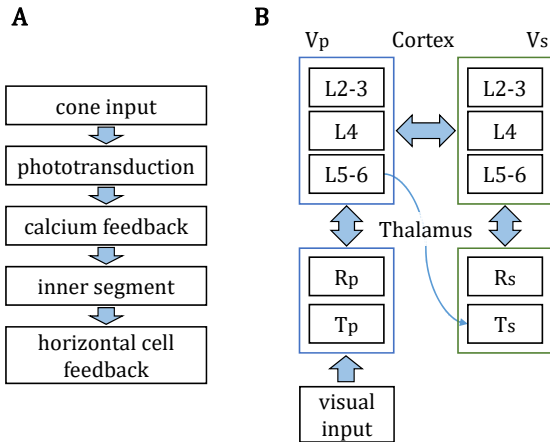 A
cone input
phototransduction
calcium feedback
inner segment
horizontal cell
feedback
B
Vp
Cortex
Vs
L2-3
L4
L5-6
L2-3
L4
L5-6
Thalamus
Rp
Tp
Rs
Ts
visual
input